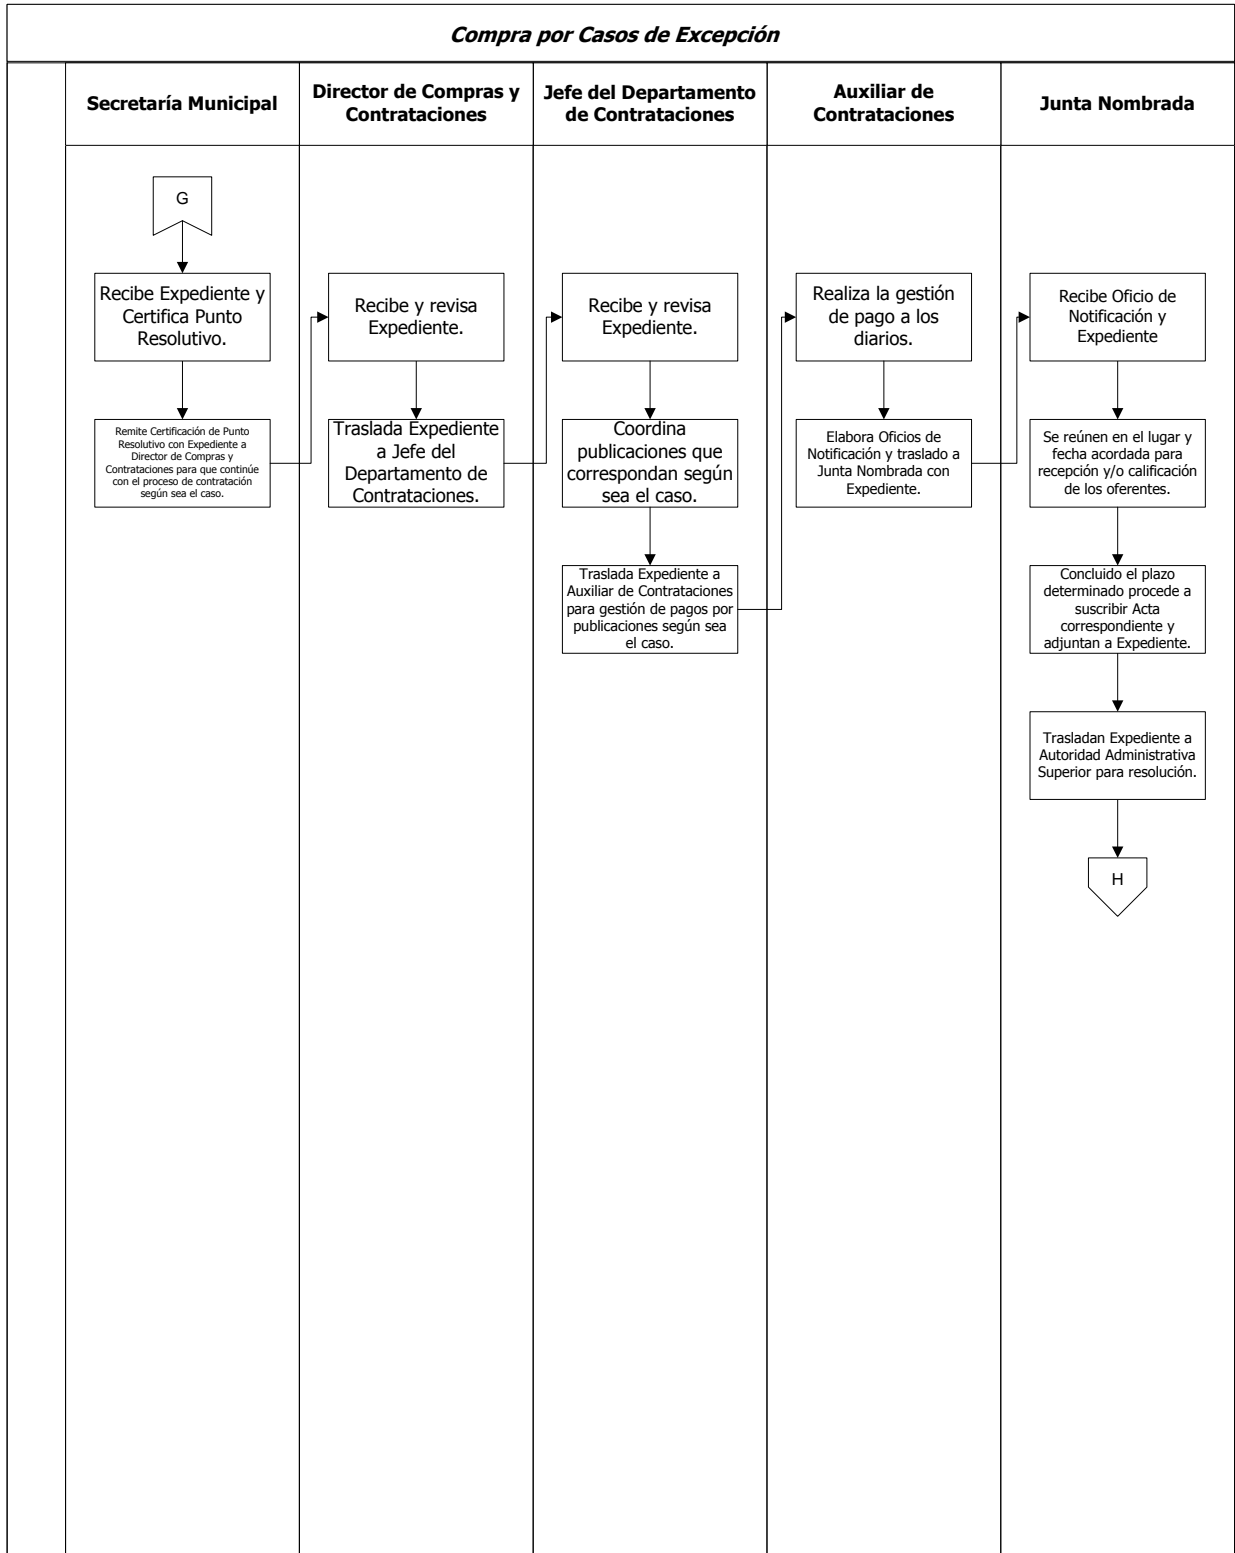 Compra por Casos de Excepción
Secretaría Municipal
Director de Compras y
Contrataciones
Jefe del Departamento
de Contrataciones
Auxiliar de
Contrataciones
Junta Nombrada
G
Recibe Expediente y
Certifica Punto
Resolutivo.
Remite Certificación de Punto
Resolutivo con Expediente a
Director de Compras y
Contrataciones para que continúe
con el proceso de contratación
según sea el caso.
Recibe y revisa
Expediente.
Traslada Expediente
a Jefe del
Departamento de
Contrataciones.
Recibe y revisa
Expediente.
Coordina
publicaciones que
correspondan según
sea el caso.
Traslada Expediente a
Auxiliar de Contrataciones
para gestión de pagos por
publicaciones según sea
el caso.
Realiza la gestión
de pago a los
diarios.
Elabora Oficios de
Notificación y traslado a
Junta Nombrada con
Expediente.
Recibe Oficio de
Notificación y
Expediente
Se reúnen en el lugar y
fecha acordada para
recepción y/o calificación
de los oferentes.
Concluido el plazo
determinado procede a
suscribir Acta
correspondiente y
adjuntan a Expediente.
Trasladan Expediente a
Autoridad Administrativa
Superior para resolución.
H